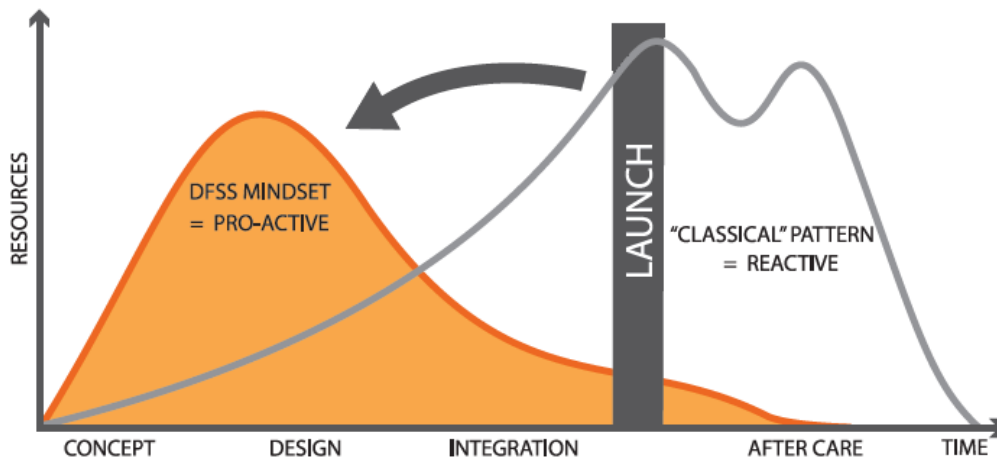 RESOURCES
DFSS MINDSET
= PRO-ACTIVE
LAUNCH
“CLASSICAL” PATTERN
= REACTIVE
CONCEPT
DESIGN
INTEGRATION
AFTER CARE
TIME